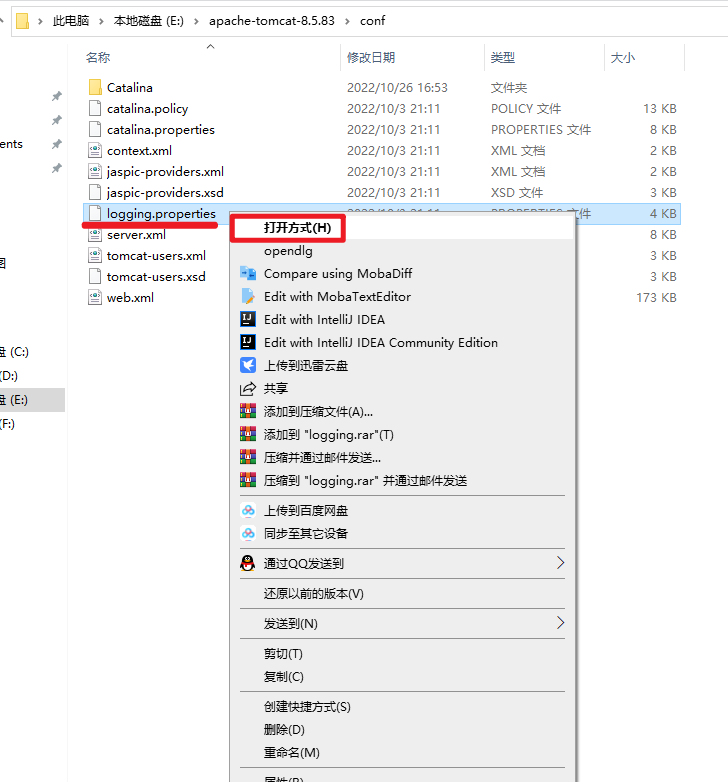 此电脑 › 本地磁盘 (E:) › apache-tomcat-8.5.83 › conf
名称 修改日期 类型 大小
Catalina 2022/10/26 16:53 文件夹
catalina.policy 2022/10/3 21:11 POLICY 文件 13 KB
catalina.properties 2022/10/3 21:11 PROPERTIES 文件 8 KB
ents
context.xml 2022/10/3 21:11 XML 文档 2 KB
jaspic-providers.xml 2022/10/3 21:11 XML 文档 2 KB
jaspic-providers.xsd 2022/10/3 21:11 XSD 文件 3 KB
logging.properties 2022/10/3 21:11 PROPERTIES 文件 4 KB
server.xml 8 KB
tomcat-users.xml 3 KB
tomcat-users.xsd 3 KB
web.xml 173 KB
图
盘 (C:)
(D:)
盘 (E:)
(F:)
打开方式(H)
opendlg
Compare using MobaDiff
Edit with MobaTextEditor
Edit with IntelliJ IDEA
Edit with IntelliJ IDEA Community Edition
上传到迅雷云盘
共享
添加到压缩文件(A)...
添加到 "logging.rar"(T)
压缩并通过邮件发送...
压缩到 "logging.rar" 并通过邮件发送
上传到百度网盘
同步至其它设备
通过QQ发送到
还原以前的版本(V)
发送到(N)
剪切(T)
复制(C)
创建快捷方式(S)
删除(D)
重命名(M)
属性(R)